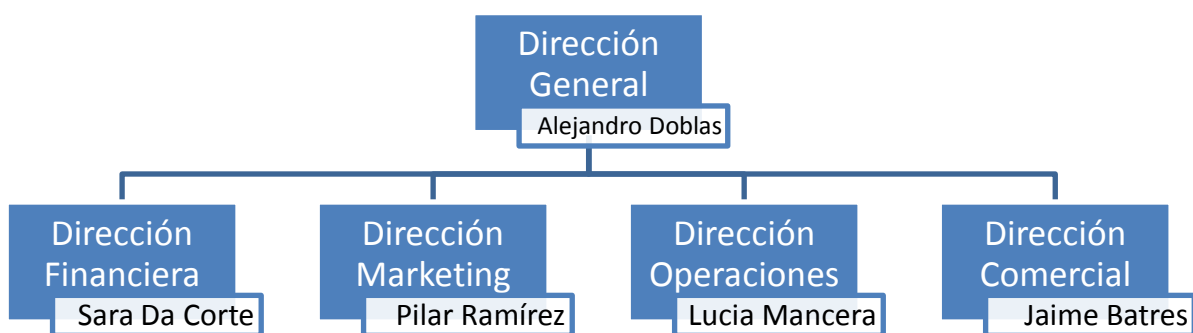 Dirección
General
Alejandro Doblas
Dirección
Financiera
Sara Da Corte
Dirección
Marketing
Pilar Ramírez
Dirección
Operaciones
Lucia Mancera
Dirección
Comercial
Jaime Batres